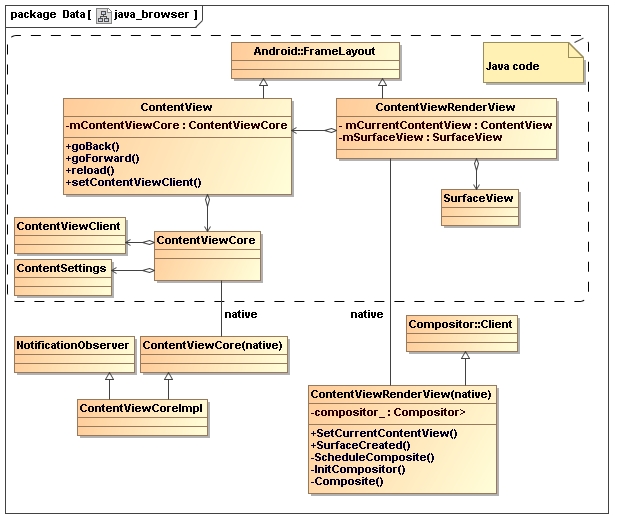 package Data[ java_browser ]
Android::FrameLayout
Java code
ContentView
-mContentViewCore : ContentViewCore
+goBack()
+goForward()
+reload()
+setContentViewClient()
ContentViewRenderView
- mCurrentContentView : ContentView
-mSurfaceView : SurfaceView
SurfaceView
ContentViewClient
ContentViewCore
ContentSettings
native
native
NotificationObserver
ContentViewCore(native)
Compositor::Client
ContentViewCoreImpl
ContentViewRenderView(native)
-compositor_ : Compositor>
+SetCurrentContentView()
+SurfaceCreated()
-ScheduleComposite()
-InitCompositor()
-Composite()